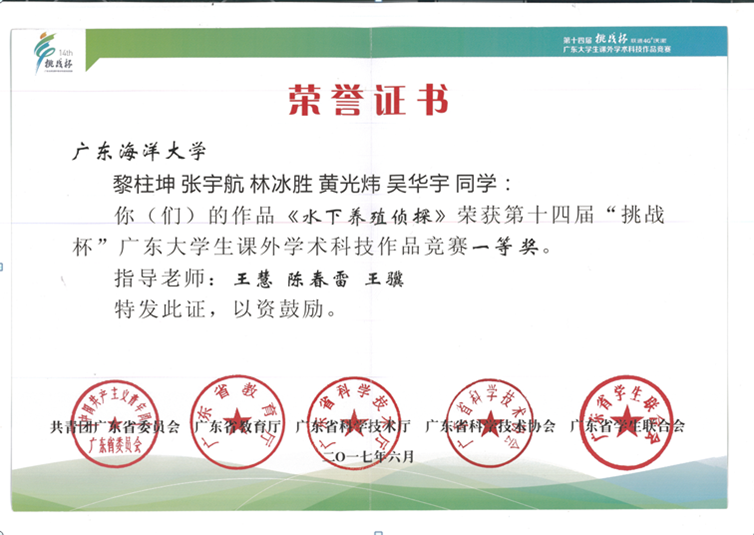 14th
挑战杯
第十四届 挑战杯
广东大学生课外学术科技作品竞赛
荣誉证书
广东海洋大学
黎柱坤 张宇航 林冰胜 黄光炜 吴华宇 同学：
你（们）的作品《水下养殖侦探》荣获第十四届“挑战
杯”广东大学生课外学术科技作品竞赛一等奖。
指导老师：王慧 陈春雷 王骥
特发此证，以资鼓励。
共青团广东省委员会 广东省教育厅 广东省科学技术厅 广东省科学技术协会 广东省学生联合会
二〇一七年六月
中国共产主义青年团
广东省委员会
广东省教育厅
广东省科学技术厅
广东省科学技术协会
广东省学生联合会